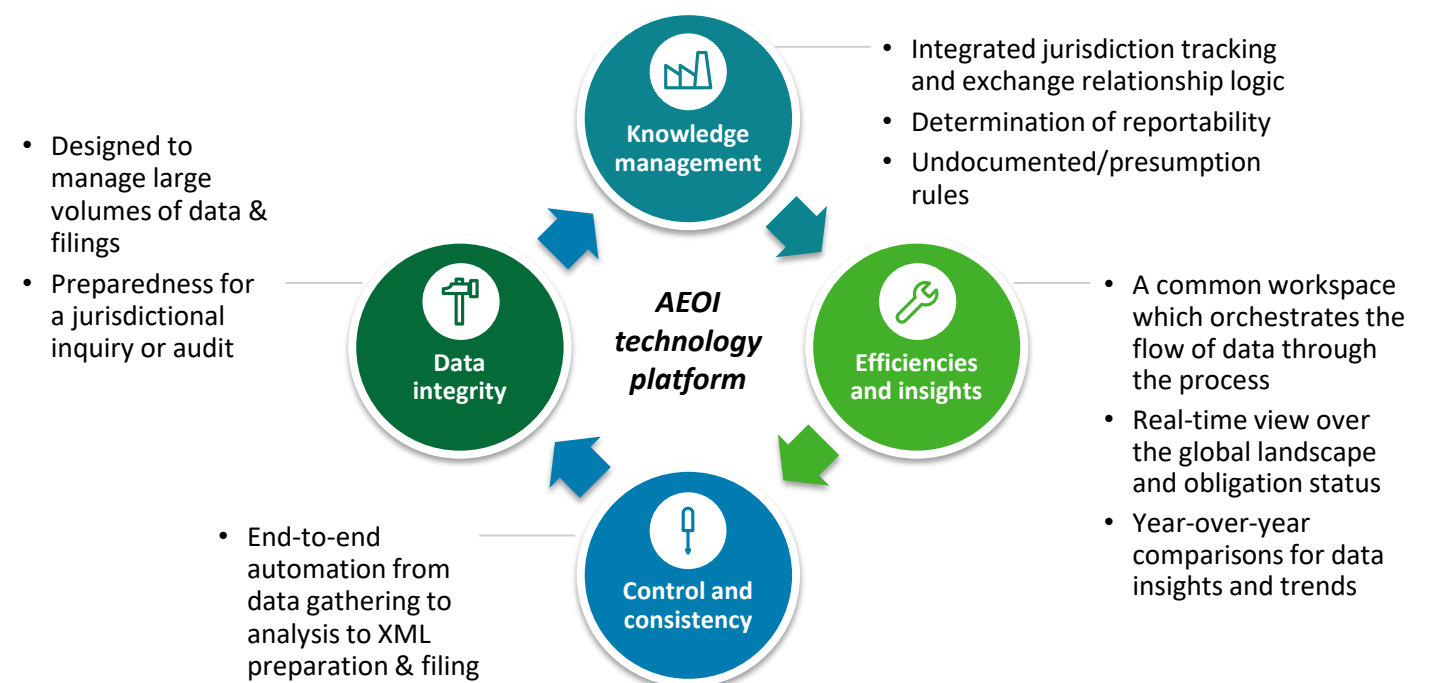 Knowledge
management
• Integrated jurisdiction tracking
and exchange relationship logic
• Determination of reportability
• Undocumented/presumption
rules
• Designed to
manage large
volumes of data &
filings
• Preparedness for
a jurisdictional
inquiry or audit
Data
integrity
AEOI
technology
platform
Efficiencies
and insights
• A common workspace
which orchestrates the
flow of data through
the process
• Real-time view over
the global landscape
and obligation status
• Year-over-year
comparisons for data
insights and trends
• End-to-end
automation from
data gathering to
analysis to XML
preparation & filing
Control and
consistency